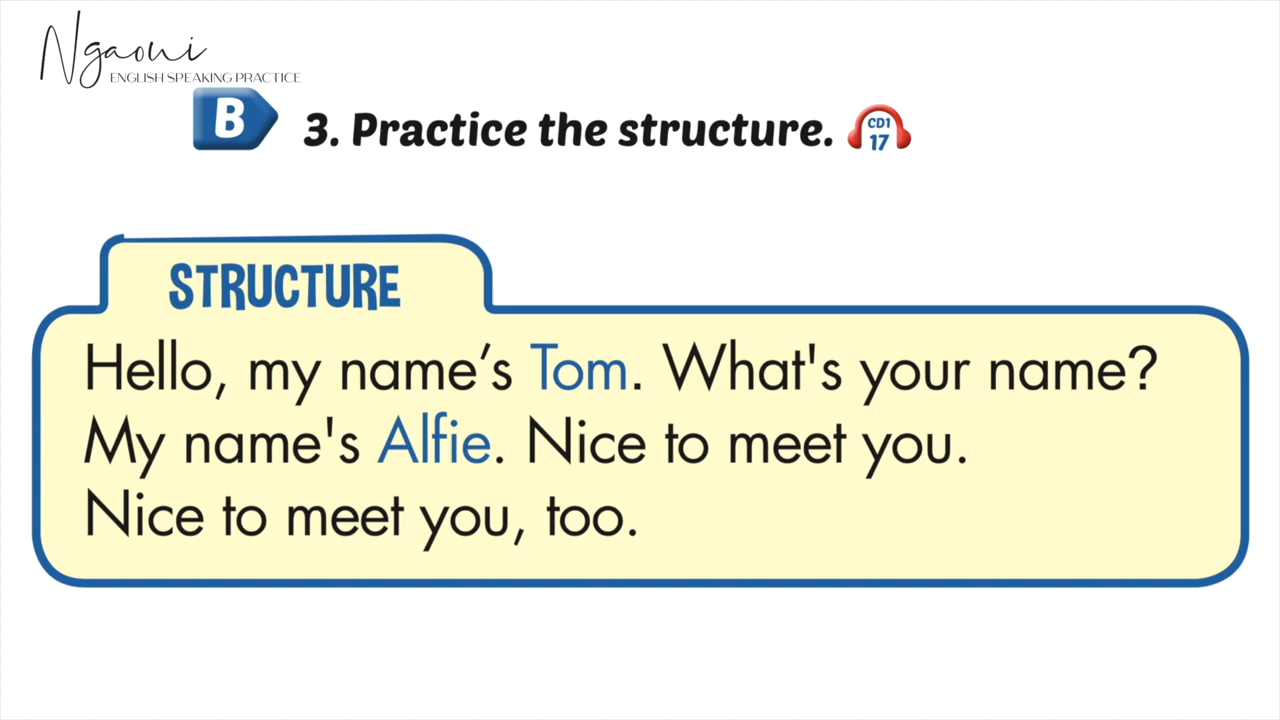 Ngaoni
ENGLISH SPEAKING PRACTICE
B
3. Practice the structure.
CD1
17
STRUCTURE
Hello, my name’s Tom. What's your name?
My name's Alfie. Nice to meet you.
Nice to meet you, too.